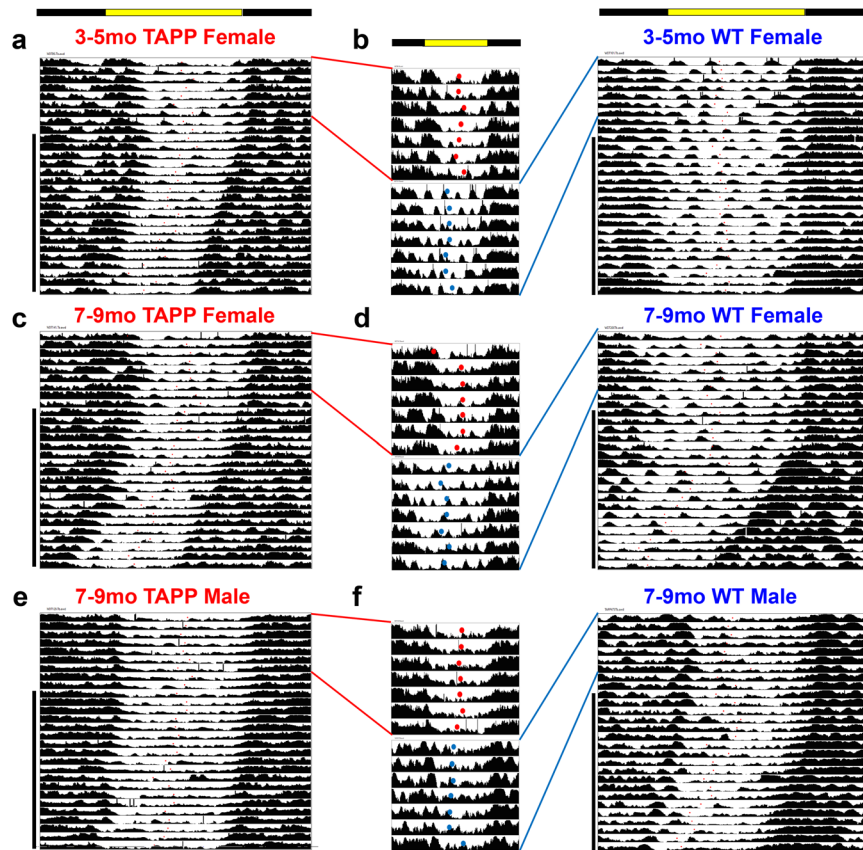 a
3-5mo TAPP Female
b
3-5mo WT Female
c
7-9mo TAPP Female
d
7-9mo WT Female
e
7-9mo TAPP Male
f
7-9mo WT Male